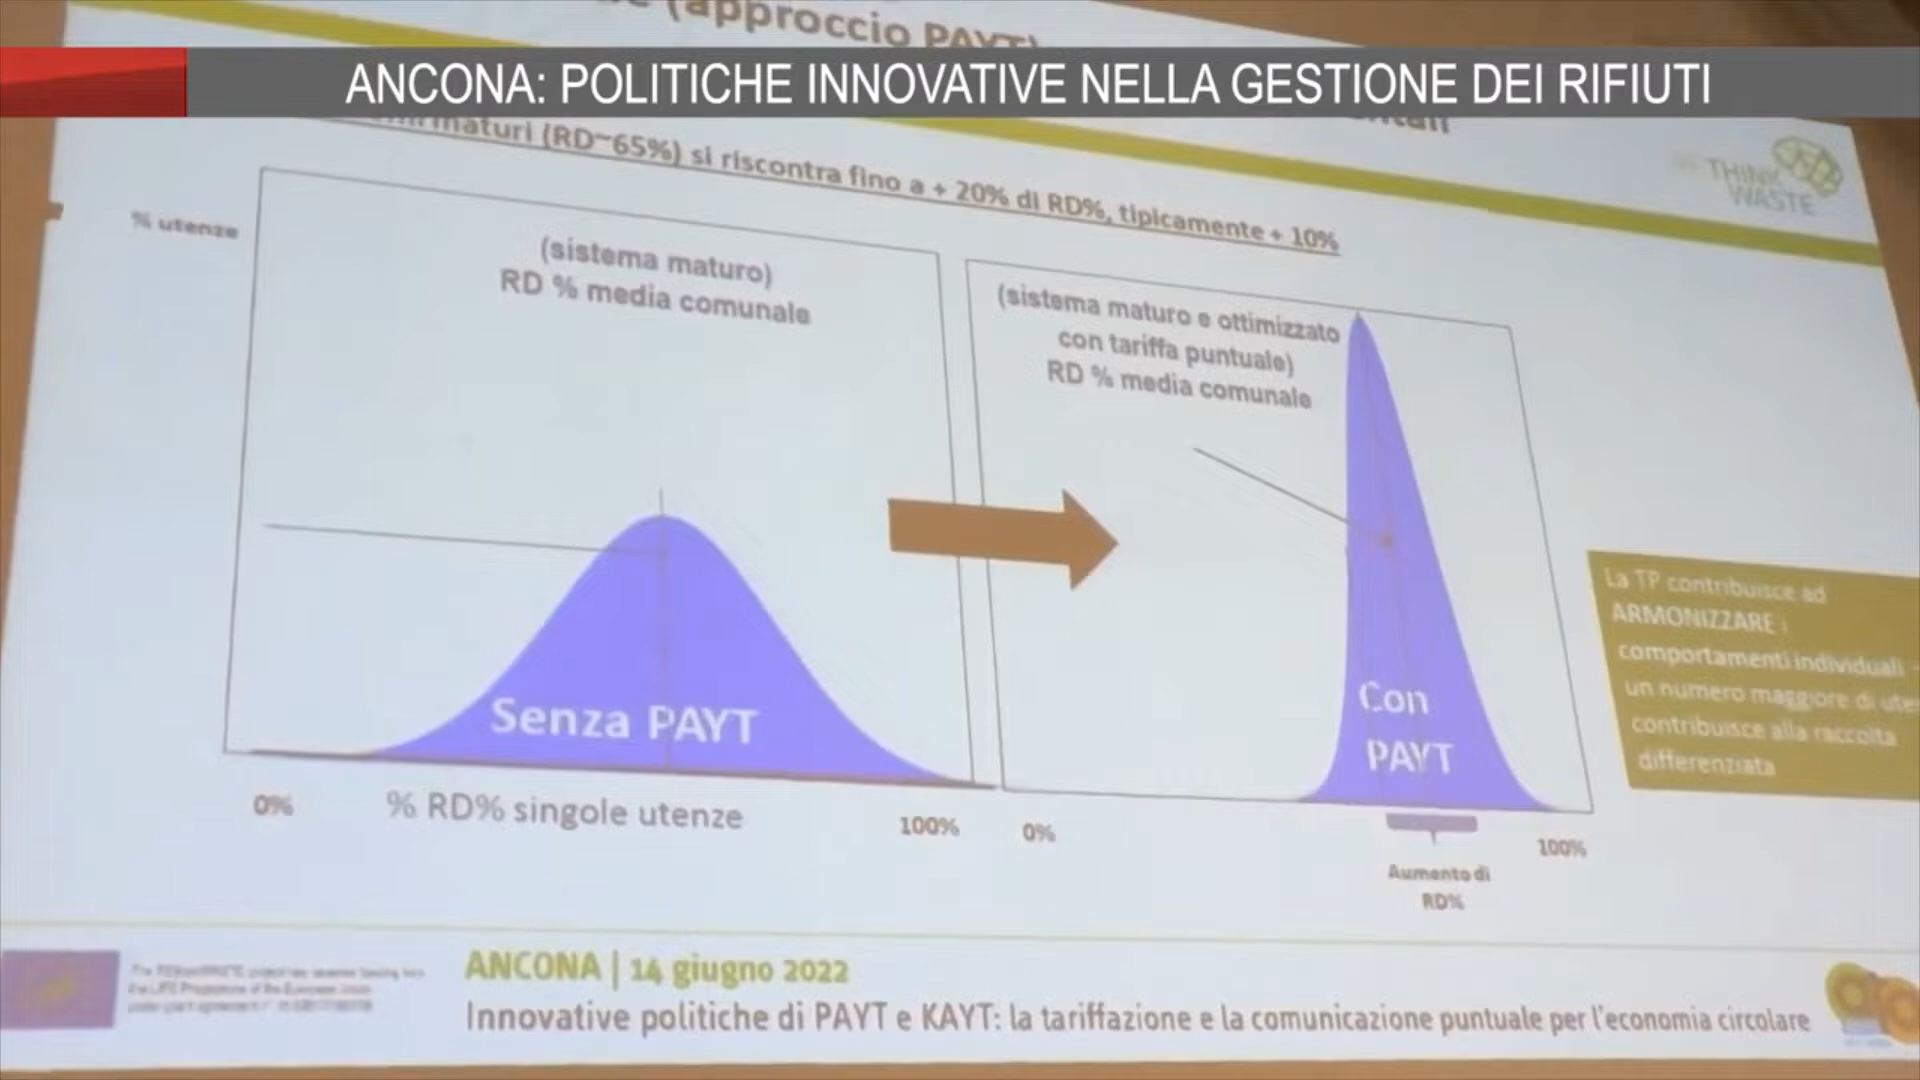 (approccio PAYT)
ANCONA: POLITICHE INNOVATIVE NELLA GESTIONE DEI RIFIUTI
maturi (RD~65%) si riscontra fino a + 20% di RD%, tipicamente + 10%
THINK
WASTE
% utenze
(sistema maturo)
RD % media comunale
(sistema maturo e ottimizzato
con tariffa puntuale)
RD % media comunale
Senza PAYT
Con
PAYT
La TP contribuisce ad
ARMONIZZARE :
comportamenti individuali -
un numero maggiore di ute
contribuisce alla raccolta
differenziata
0%
% RD% singole utenze
100%
0%
100%
Aumento di
RD%
ANCONA | 14 giugno 2022
Innovative politiche di PAYT e KAYT: la tariffazione e la comunicazione puntuale per l'economia circolare